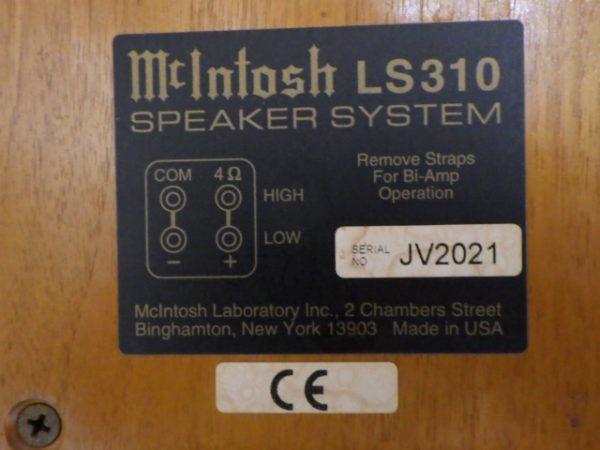 McIntosh LS310
SPEAKER SYSTEM
COM 4Ω
HIGH
LOW
− +
Remove Straps
For Bi-Amp
Operation
SERIAL
NO JV2021
McIntosh Laboratory Inc., 2 Chambers Street
Binghamton, New York 13903 Made in USA
CE